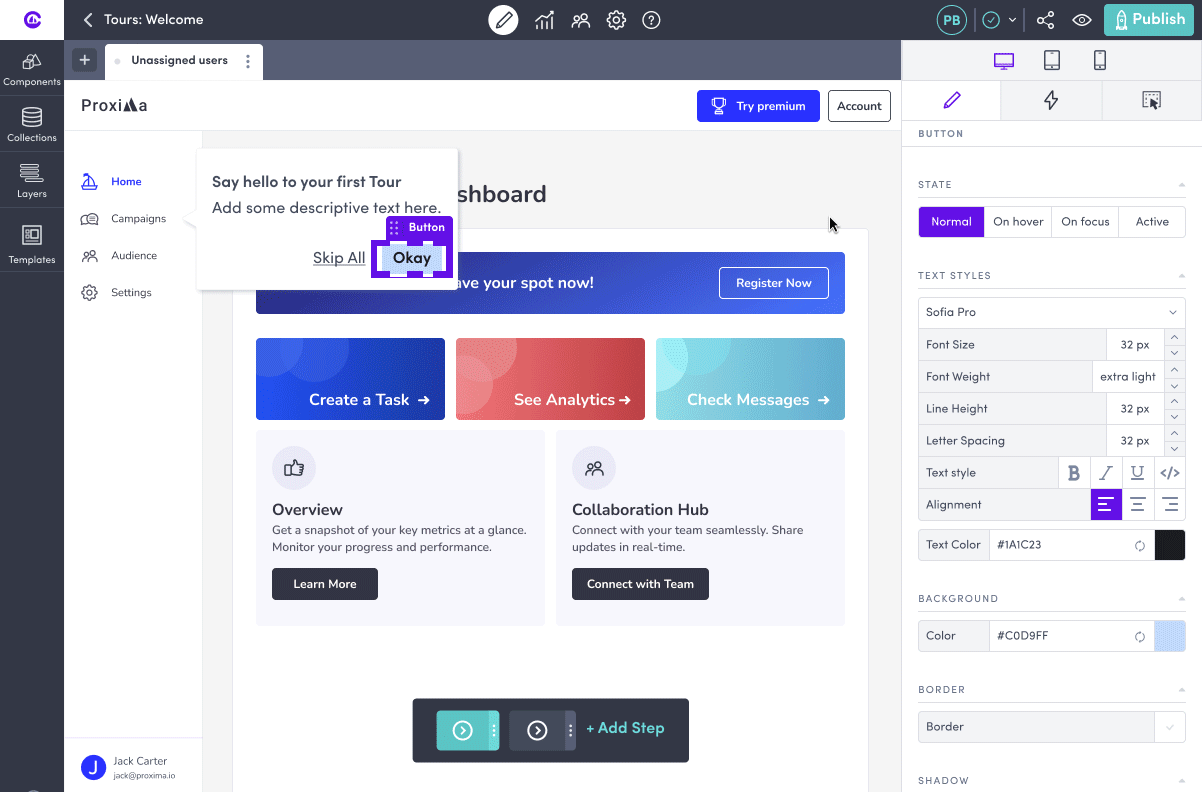 Tours: Welcome
PB
Publish
Components
Collections
Layers
Templates
+
Unassigned users
Proxima
Try premium
Account
Home
Campaigns
Audience
Settings
Say hello to your first Tour
Add some descriptive text here.
Button
Skip All
Okay
shboard
ave your spot now!
Register Now
Create a Task →
See Analytics →
Check Messages →
Overview
Get a snapshot of your key metrics at a glance.
Monitor your progress and performance.
Learn More
Collaboration Hub
Connect with your team seamlessly. Share
updates in real-time.
Connect with Team
+ Add Step
J
Jack Carter
jack@proxima.io
BUTTON
STATE
Normal
On hover
On focus
Active
TEXT STYLES
Sofia Pro
Font Size 32 px
Font Weight extra light
Line Height 32 px
Letter Spacing 32 px
Text style B I U </>
Alignment
Text Color #1A1C23
BACKGROUND
Color #C0D9FF
BORDER
Border
SHADOW